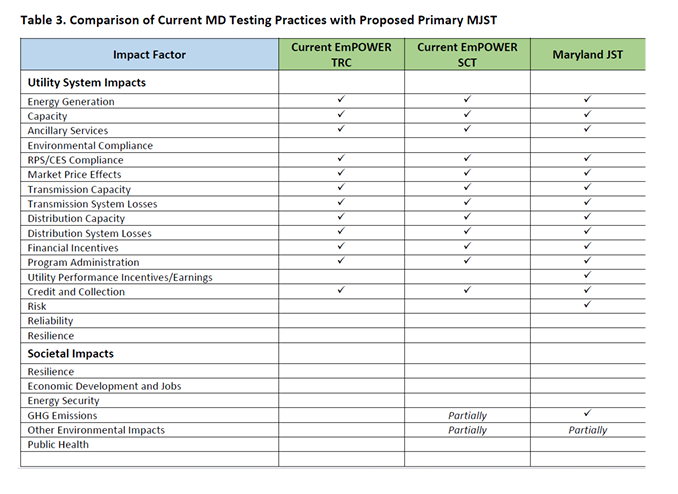 Table 3. Comparison of Current MD Testing Practices with Proposed Primary MJST
Impact Factor Current EmPOWER TRC Current EmPOWER SCT Maryland JST
Utility System Impacts
Energy Generation ✓ ✓ ✓
Capacity ✓ ✓ ✓
Ancillary Services ✓ ✓ ✓
Environmental Compliance
RPS/CES Compliance ✓ ✓ ✓
Market Price Effects ✓ ✓ ✓
Transmission Capacity ✓ ✓ ✓
Transmission System Losses ✓ ✓ ✓
Distribution Capacity ✓ ✓ ✓
Distribution System Losses ✓ ✓ ✓
Financial Incentives ✓ ✓ ✓
Program Administration ✓ ✓ ✓
Utility Performance Incentives/Earnings ✓
Credit and Collection ✓ ✓ ✓
Risk ✓
Reliability
Resilience
Societal Impacts
Resilience
Economic Development and Jobs
Energy Security
GHG Emissions Partially ✓
Other Environmental Impacts Partially Partially
Public Health